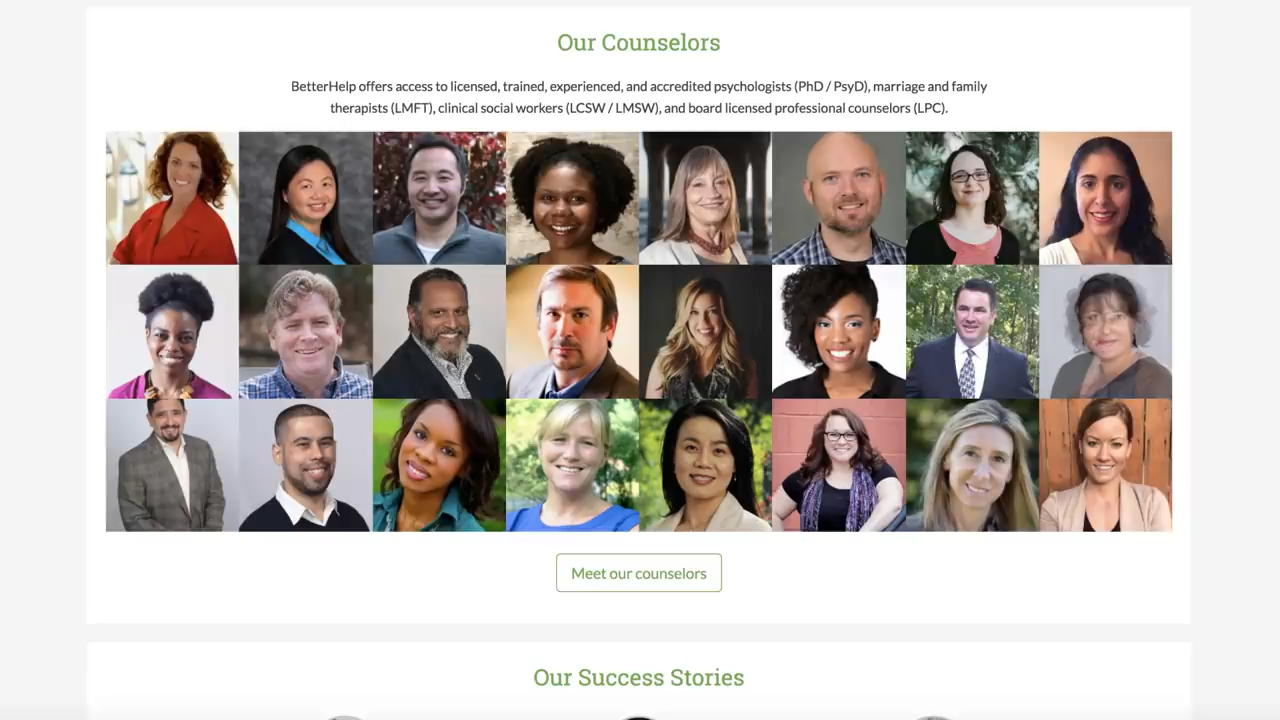 Our Counselors
BetterHelp offers access to licensed, trained, experienced, and accredited psychologists (PhD / PsyD), marriage and family
therapists (LMFT), clinical social workers (LCSW / LMSW), and board licensed professional counselors (LPC).
Meet our counselors
Our Success Stories